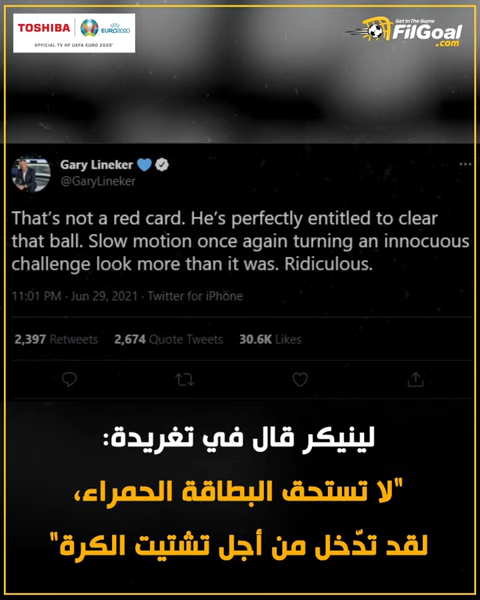 TOSHIBA
UEFA EURO2020
OFFICIAL TV OF UEFA EURO 2020™
Get In The Game
FilGoal
.com
Gary Lineker
@GaryLineker
That's not a red card. He's perfectly entitled to clear
that ball. Slow motion once again turning an innocuous
challenge look more than it was. Ridiculous.
11:01 PM · Jun 29, 2021 · Twitter for iPhone
2,397 Retweets 2,674 Quote Tweets 30.6K Likes
لينيكر قال في تغريدة:
"لا تستحق البطاقة الحمراء،
لقد تدّخل من أجل تشتيت الكرة"